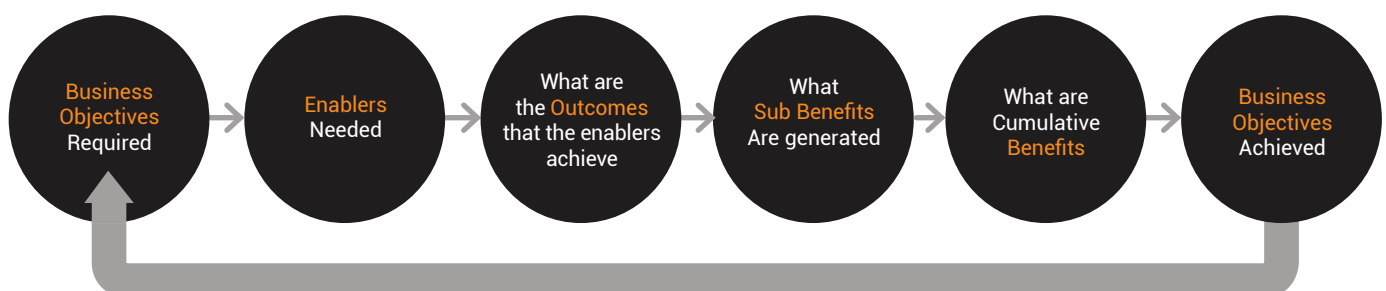 Business
Objectives
Required
Enablers
Needed
What are
the Outcomes
that the enablers
achieve
What
Sub Benefits
Are generated
What are
Cumulative
Benefits
Business
Objectives
Achieved